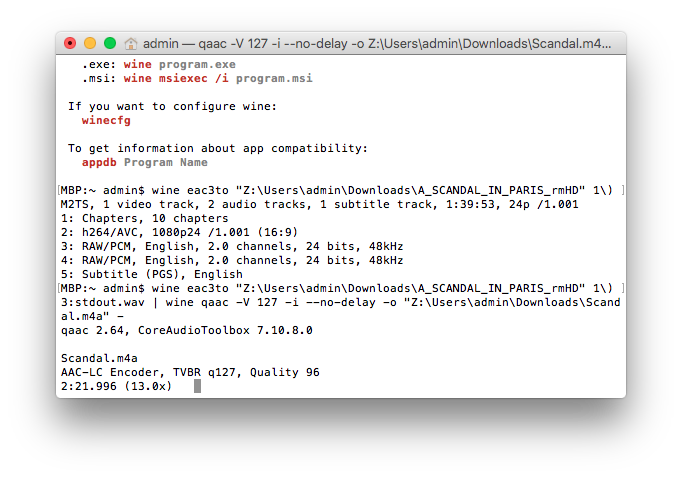 admin — qaac -V 127 -i --no-delay -o Z:\Users\admin\Downloads\Scandal.m4...
.exe: wine program.exe
.msi: wine msiexec /i program.msi
If you want to configure wine:
winecfg
To get information about app compatibility:
appdb Program Name
[MBP:~ admin$ wine eac3to "Z:\Users\admin\Downloads\A_SCANDAL_IN_PARIS_rmHD" 1\) ]
M2TS, 1 video track, 2 audio tracks, 1 subtitle track, 1:39:53, 24p /1.001
1: Chapters, 10 chapters
2: h264/AVC, 1080p24 /1.001 (16:9)
3: RAW/PCM, English, 2.0 channels, 24 bits, 48kHz
4: RAW/PCM, English, 2.0 channels, 24 bits, 48kHz
5: Subtitle (PGS), English
[MBP:~ admin$ wine eac3to "Z:\Users\admin\Downloads\A_SCANDAL_IN_PARIS_rmHD" 1\) ]
3:stdout.wav | wine qaac -V 127 -i --no-delay -o "Z:\Users\admin\Downloads\Scand
al.m4a" -
qaac 2.64, CoreAudioToolbox 7.10.8.0
Scandal.m4a
AAC-LC Encoder, TVBR q127, Quality 96
2:21.996 (13.0x)